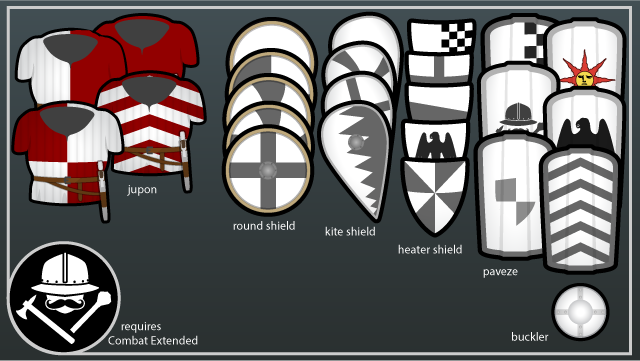 jupon
round shield
kite shield
heater shield
paveze
buckler
requires
Combat Extended